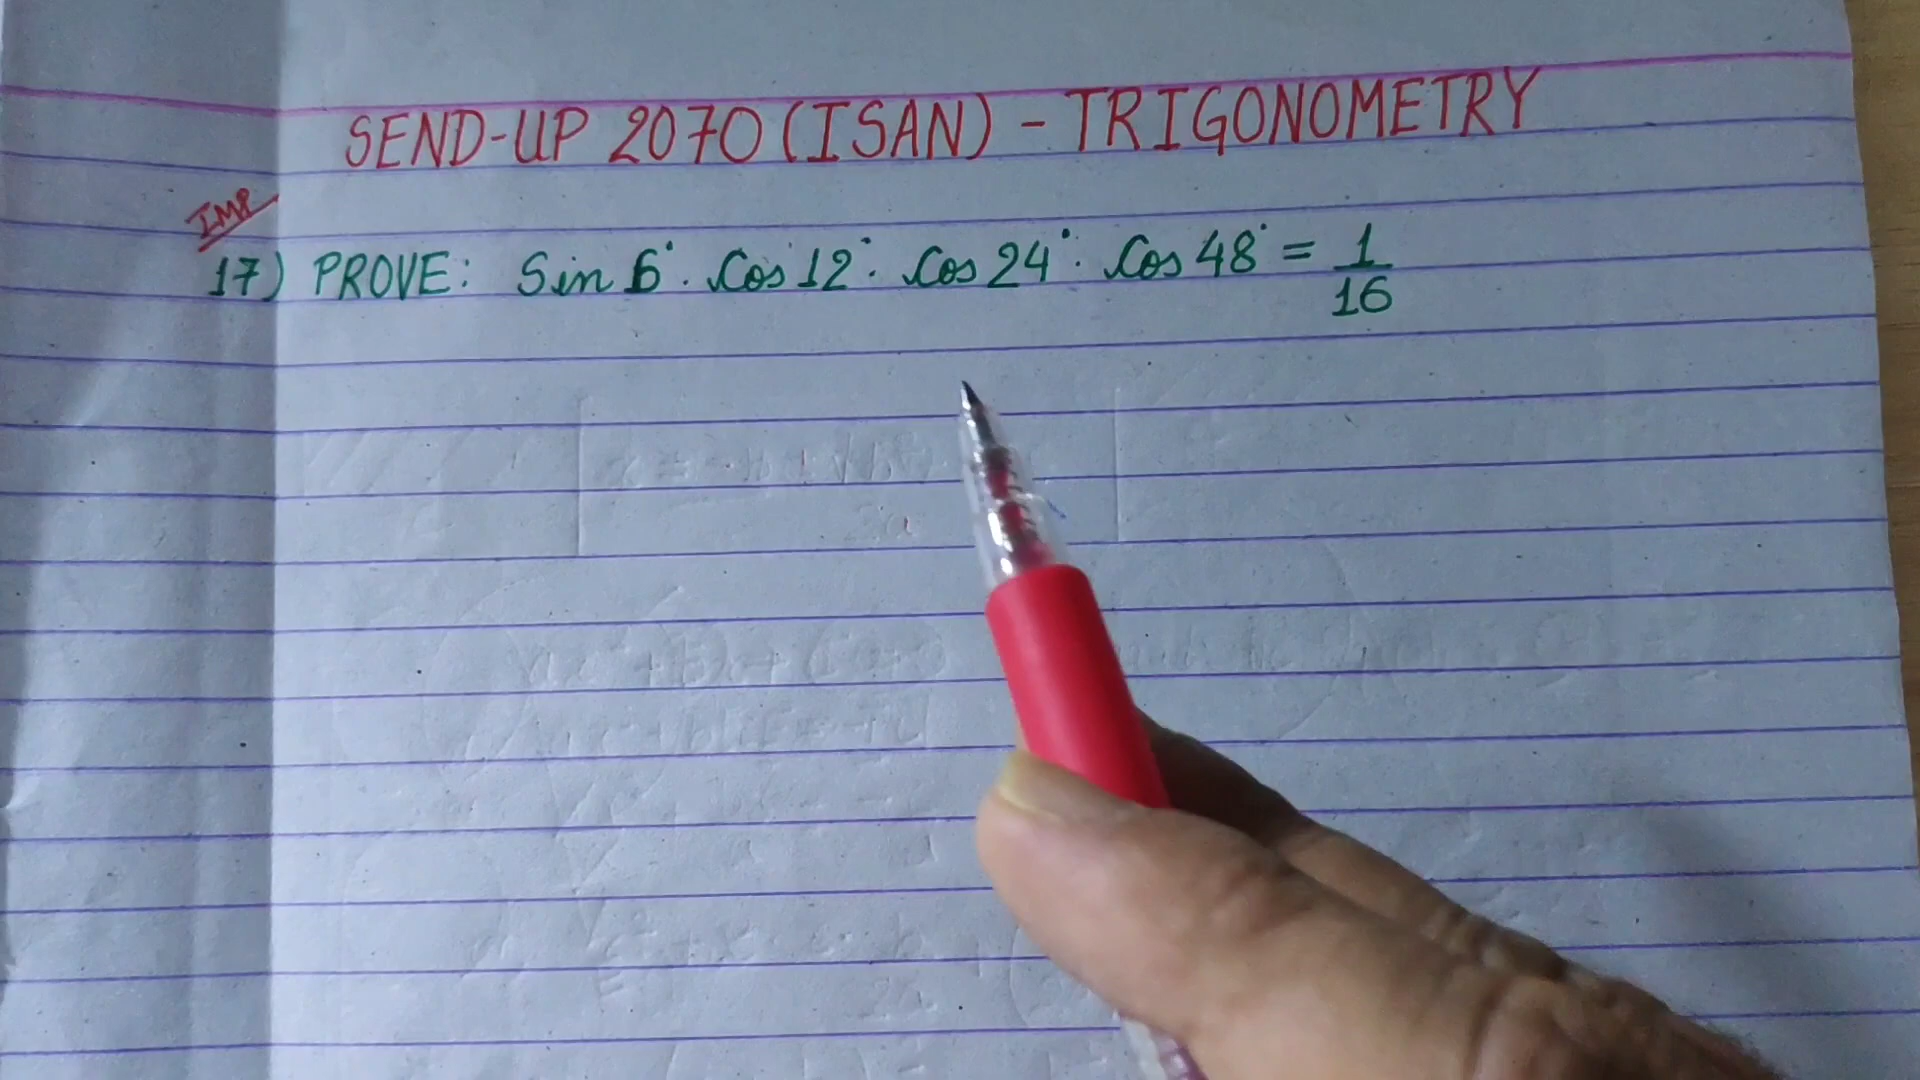 SEND-UP 2070 (ISAN) - TRIGONOMETRY
IMP
17) PROVE: Sin 6° . Cos 12° . Cos 24° . Cos 48° = 1/16